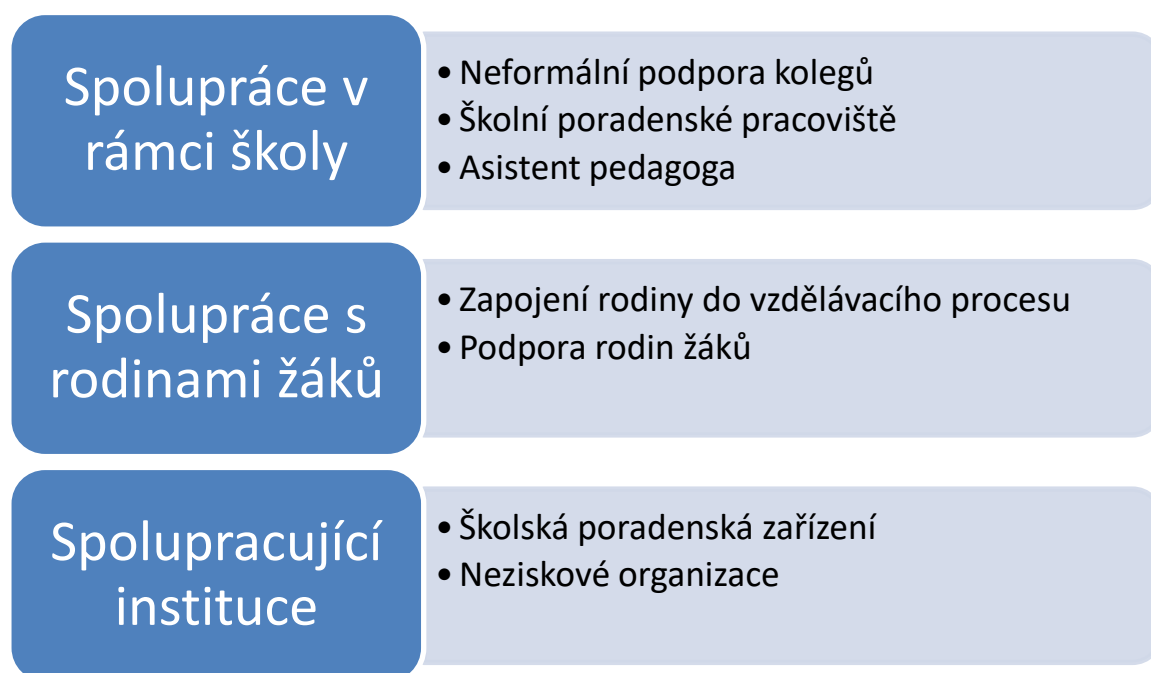 Spolupráce v
rámci školy
• Neformální podpora kolegů
• Školní poradenské pracoviště
• Asistent pedagoga
Spolupráce s
rodinami žáků
• Zapojení rodiny do vzdělávacího procesu
• Podpora rodin žáků
Spolupracující
instituce
• Školská poradenská zařízení
• Neziskové organizace